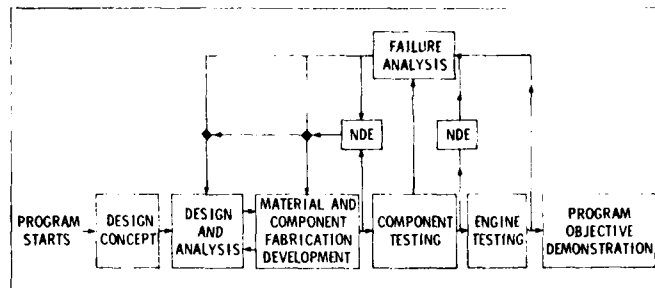 FAILURE
ANALYSIS
NDE
NDE
PROGRAM
STARTS
DESIGN
CONCEPT
DESIGN
AND
ANALYSIS
MATERIAL AND
COMPONENT
FABRICATION
DEVELOPMENT
COMPONENT
TESTING
ENGINE
TESTING
PROGRAM
OBJECTIVE
DEMONSTRATION